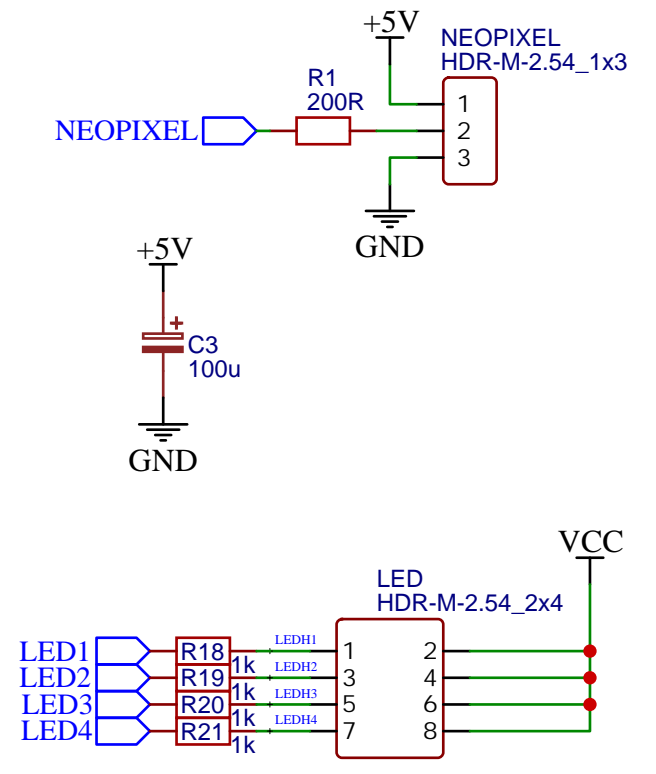 +5V
NEOPIXEL
HDR-M-2.54_1x3
R1
200R
NEOPIXEL
1
2
3
GND
+5V
+
C3
100u
GND
VCC
LED
HDR-M-2.54_2x4
LED1 R18 1k LEDH1 1 2
LED2 R19 1k LEDH2 3 4
LED3 R20 1k LEDH3 5 6
LED4 R21 1k LEDH4 7 8